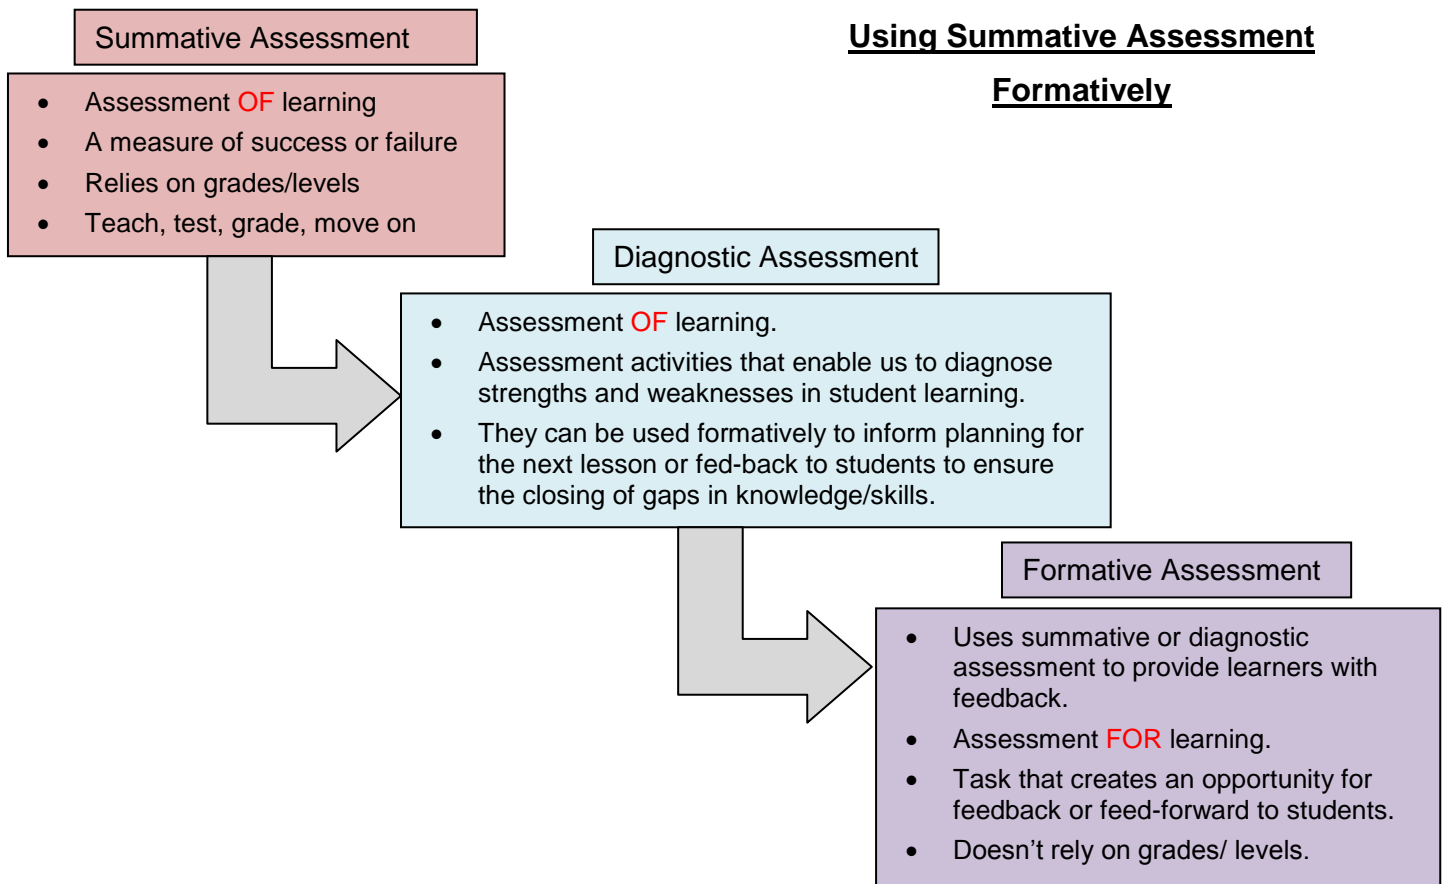 Using Summative Assessment
Formatively
Summative Assessment
• Assessment OF learning
• A measure of success or failure
• Relies on grades/levels
• Teach, test, grade, move on
Diagnostic Assessment
• Assessment OF learning.
• Assessment activities that enable us to diagnose
strengths and weaknesses in student learning.
• They can be used formatively to inform planning for
the next lesson or fed-back to students to ensure
the closing of gaps in knowledge/skills.
Formative Assessment
• Uses summative or diagnostic
assessment to provide learners with
feedback.
• Assessment FOR learning.
• Task that creates an opportunity for
feedback or feed-forward to students.
• Doesn’t rely on grades/ levels.